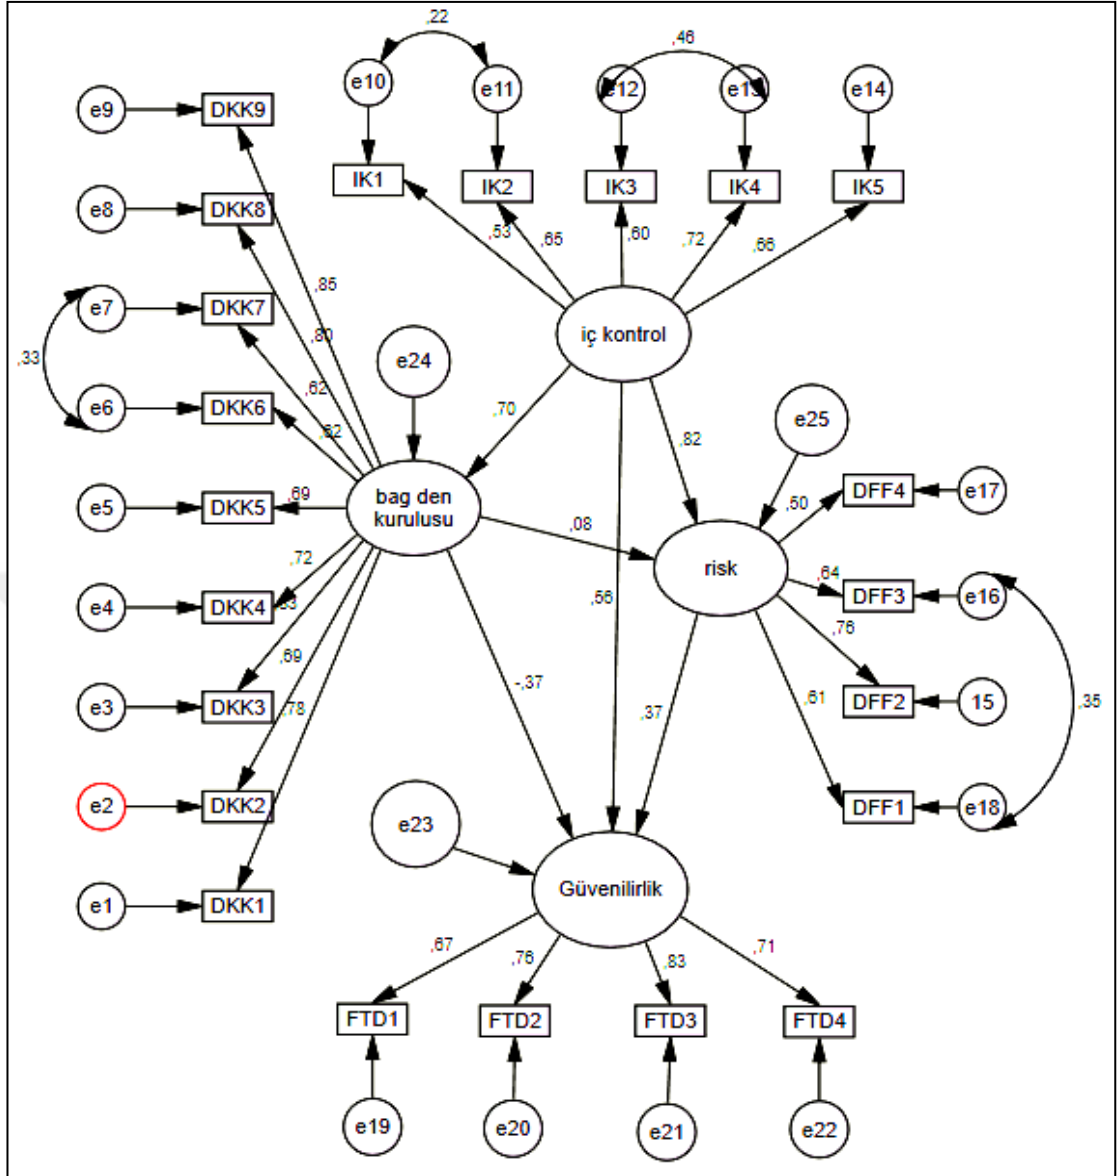 ,22
,46
e10
e11
e12
e13
e14
e9
DKK9
IK1
IK2
IK3
IK4
IK5
e8
DKK8
,53
,65
,60
,72
,66
e7
DKK7
,85
,80
iç kontrol
,33
e24
,62
e6
DKK6
,70
,82
e25
e5
DKK5
,69
bag den
kurulusu
,08
,50
DFF4
e17
risk
,72
e4
DKK4
,64
DFF3
e16
,56
,76
,69
e3
DKK3
,78
-,37
,37
,61
DFF2
15
,35
e2
DKK2
e23
DFF1
e18
e1
DKK1
Güvenilirlik
,67
,76
,83
,71
FTD1
FTD2
FTD3
FTD4
e19
e20
e21
e22